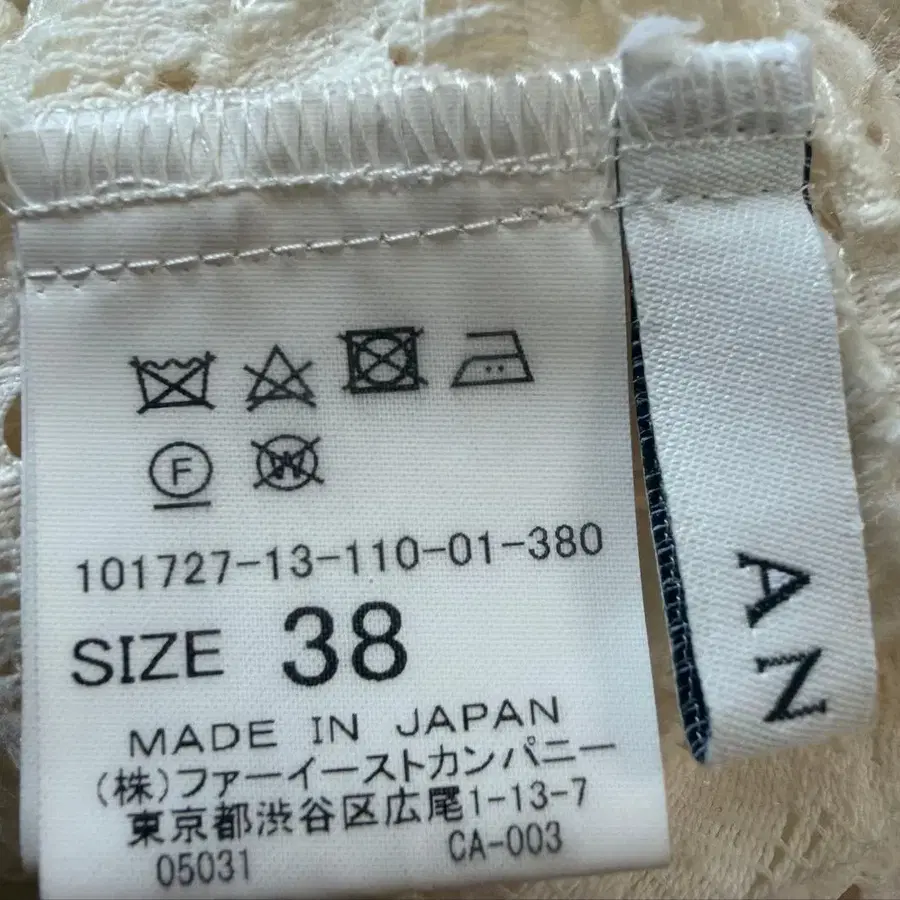 F W
101727-13-110-01-380
SIZE 38
MADE IN JAPAN
(株)ファーイーストカンパニー
東京都渋谷区広尾1-13-7
05031 CA-003
AN